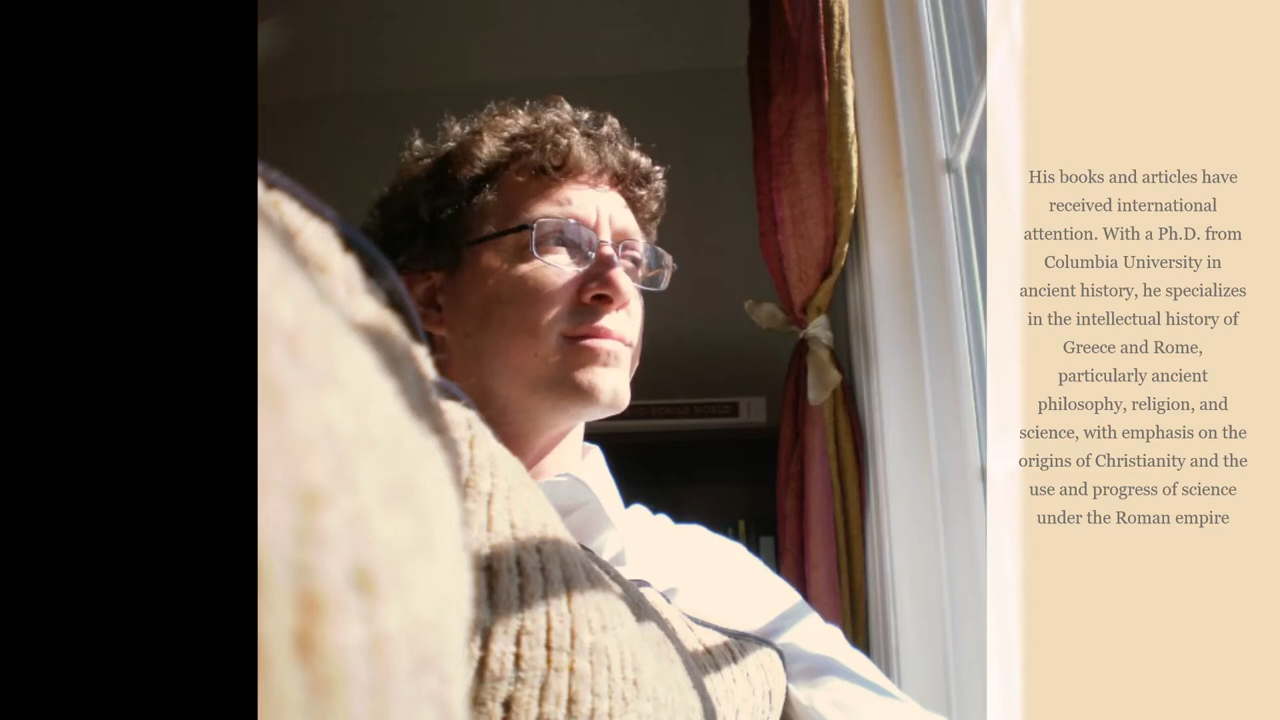 His books and articles have
received international
attention. With a Ph.D. from
Columbia University in
ancient history, he specializes
in the intellectual history of
Greece and Rome,
particularly ancient
philosophy, religion, and
science, with emphasis on the
origins of Christianity and the
use and progress of science
under the Roman empire